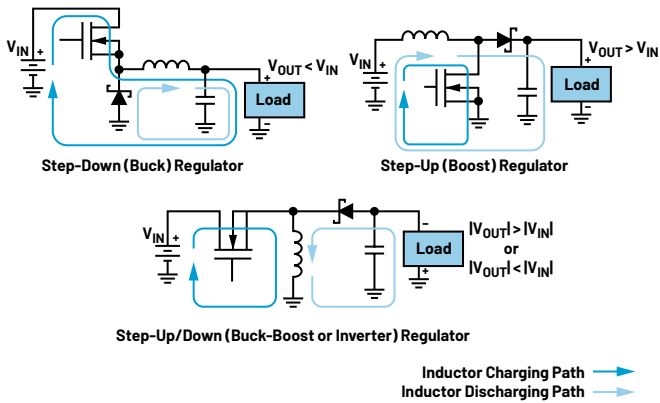 VIN
+
VOUT < VIN
+
Load
–
Step-Down (Buck) Regulator
VIN
+
VOUT > VIN
+
Load
–
Step-Up (Boost) Regulator
VIN
+
–
Load
+
|VOUT| > |VIN|
or
|VOUT| < |VIN|
Step-Up/Down (Buck-Boost or Inverter) Regulator
Inductor Charging Path
Inductor Discharging Path